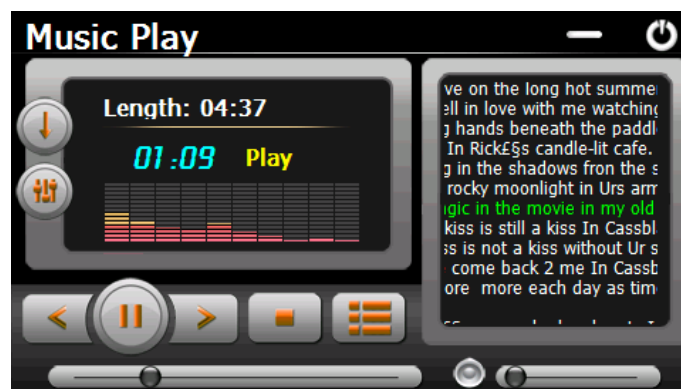 Music Play
Length: 04:37
01:09 Play
ve on the long hot summe
ell in love with me watching
g hands beneath the paddl
In Rick£§s candle-lit cafe.
g in the shadows fron the s
rocky moonlight in Urs arm
agic in the movie in my old
kiss is still a kiss In Cassbl
ss is not a kiss without Ur s
come back 2 me In Cassb
ore more each day as tim